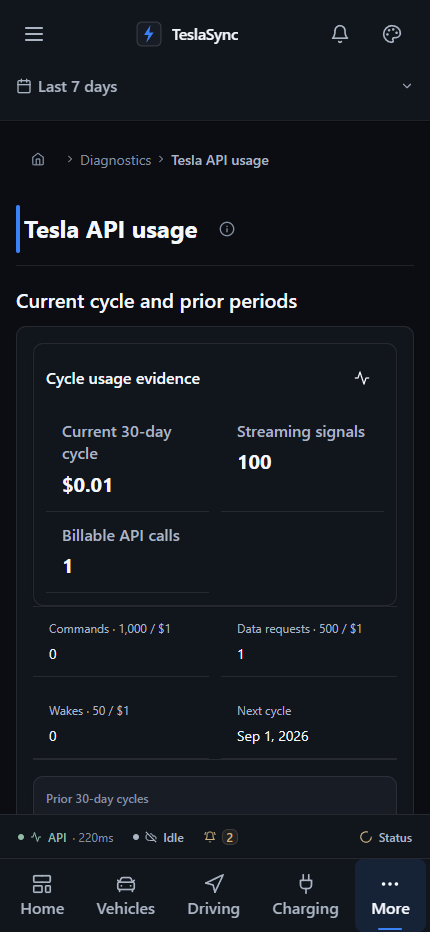 TeslaSync
Last 7 days
Diagnostics > Tesla API usage
Tesla API usage
Current cycle and prior periods
Cycle usage evidence
Current 30-day
cycle
$0.01
Streaming signals
100
Billable API calls
1
Commands · 1,000 / $1
0
Data requests · 500 / $1
1
Wakes · 50 / $1
0
Next cycle
Sep 1, 2026
Prior 30-day cycles
API · 220ms
Idle
2
Status
Home
Vehicles
Driving
Charging
More